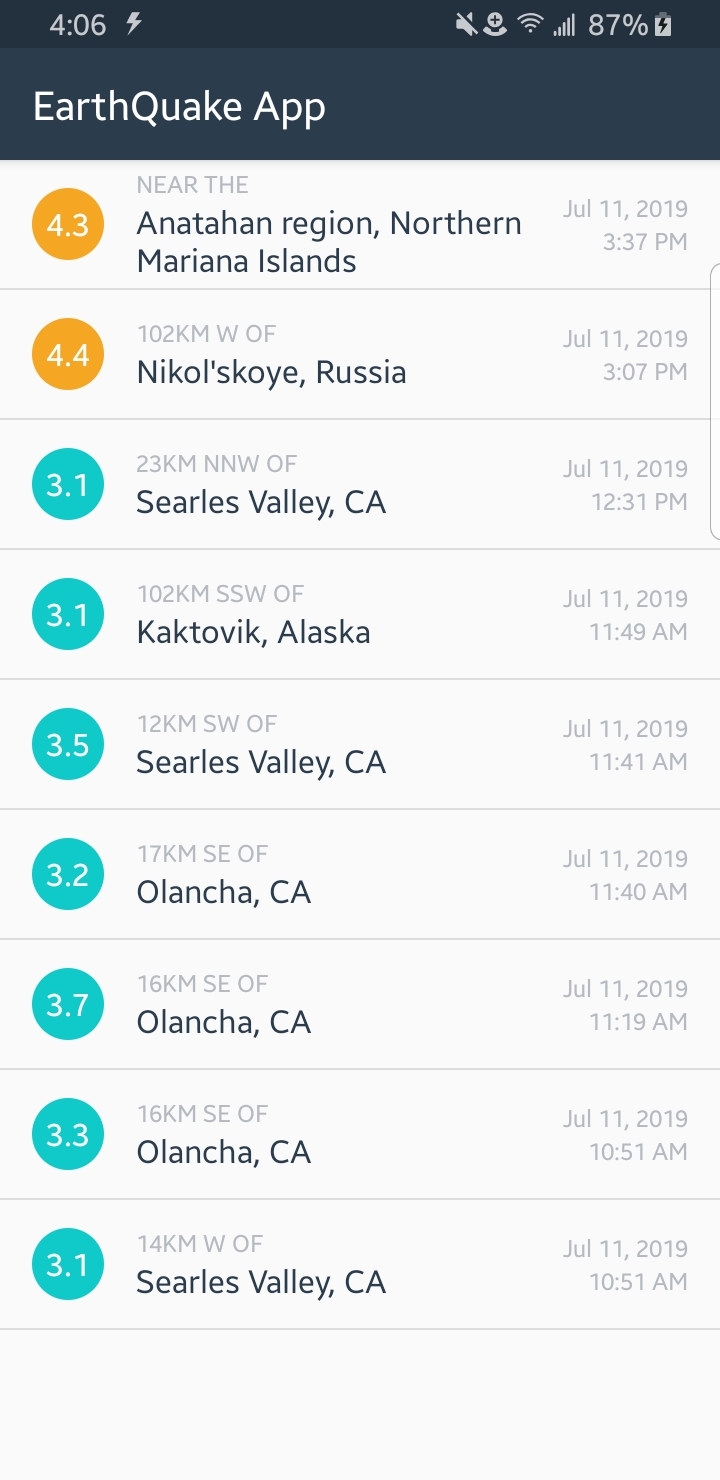 4:06 87%
EarthQuake App
4.3
NEAR THE
Anatahan region, Northern
Mariana Islands
Jul 11, 2019
3:37 PM
4.4
102KM W OF
Nikol'skoye, Russia
Jul 11, 2019
3:07 PM
3.1
23KM NNW OF
Searles Valley, CA
Jul 11, 2019
12:31 PM
3.1
102KM SSW OF
Kaktovik, Alaska
Jul 11, 2019
11:49 AM
3.5
12KM SW OF
Searles Valley, CA
Jul 11, 2019
11:41 AM
3.2
17KM SE OF
Olancha, CA
Jul 11, 2019
11:40 AM
3.7
16KM SE OF
Olancha, CA
Jul 11, 2019
11:19 AM
3.3
16KM SE OF
Olancha, CA
Jul 11, 2019
10:51 AM
3.1
14KM W OF
Searles Valley, CA
Jul 11, 2019
10:51 AM